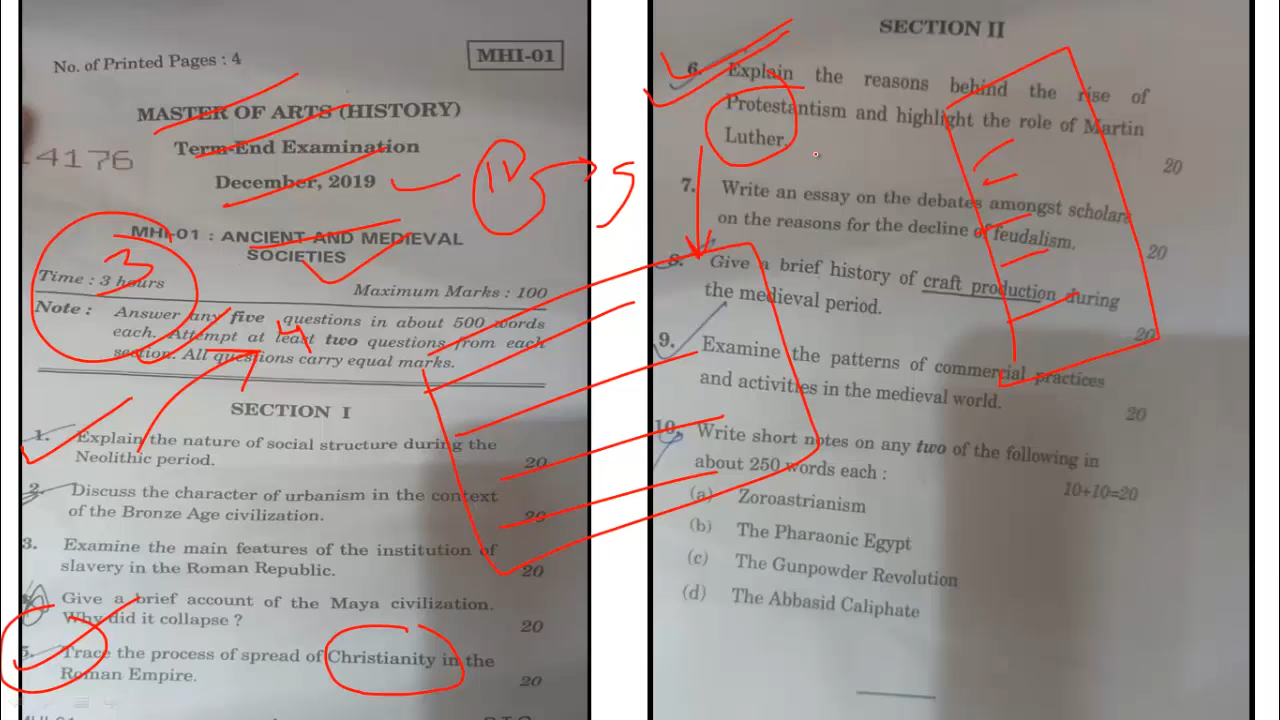 No. of Printed Pages : 4
MHI-01
MASTER OF ARTS (HISTORY)
Term-End Examination
4176
December, 2019
12
5
MHI-01 : ANCIENT AND MEDIEVAL
SOCIETIES
3
Time : 3 hours
Maximum Marks : 100
Note : Answer any five questions in about 500 words
each. Attempt at least two questions from each
section. All questions carry equal marks.
4
SECTION I
1. Explain the nature of social structure during the
Neolithic period. 20
2. Discuss the character of urbanism in the context
of the Bronze Age civilization. 20
3. Examine the main features of the institution of
slavery in the Roman Republic. 20
Give a brief account of the Maya civilization.
Why did it collapse ? 20
5. Trace the process of spread of Christianity in the
Roman Empire. 20
SECTION II
6. Explain the reasons behind the rise of
Protestantism and highlight the role of Martin
Luther. 20
7. Write an essay on the debates amongst scholars
on the reasons for the decline of feudalism. 20
8. Give a brief history of craft production during
the medieval period. 20
9. Examine the patterns of commercial practices
and activities in the medieval world. 20
10. Write short notes on any two of the following in
about 250 words each : 10+10=20
(a) Zoroastrianism
(b) The Pharaonic Egypt
(c) The Gunpowder Revolution
(d) The Abbasid Caliphate